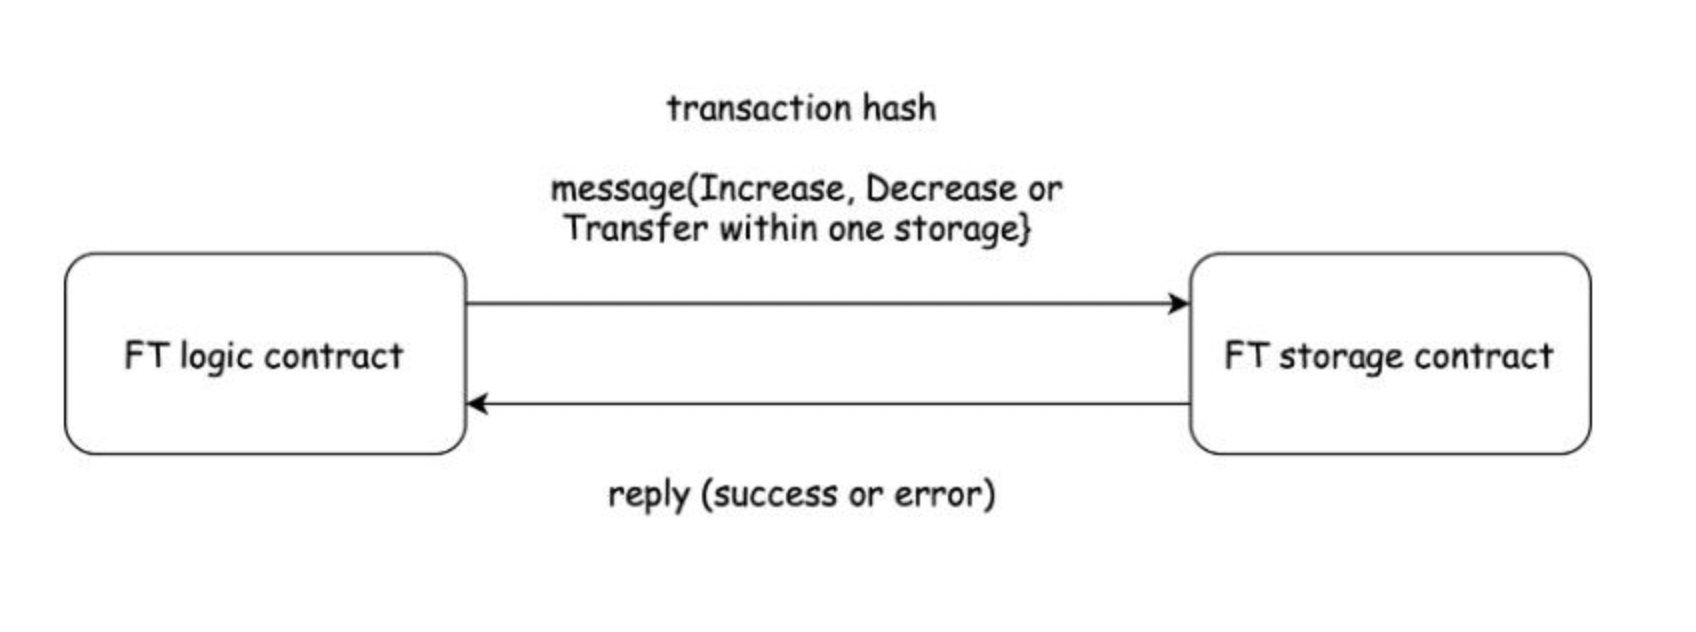 transaction hash
message(Increase, Decrease or
Transfer within one storage}
FT logic contract
FT storage contract
reply (success or error)